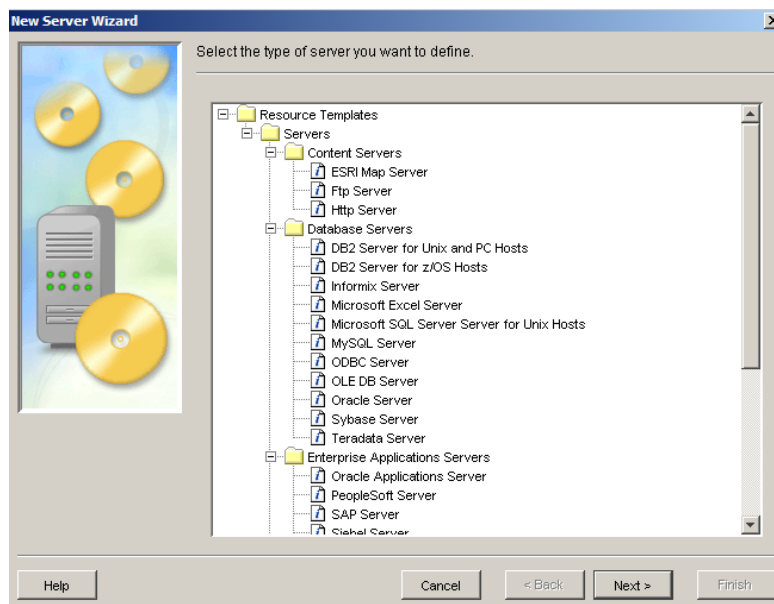 New Server Wizard
Select the type of server you want to define.
Resource Templates
Servers
Content Servers
ESRI Map Server
Ftp Server
Http Server
Database Servers
DB2 Server for Unix and PC Hosts
DB2 Server for z/OS Hosts
Informix Server
Microsoft Excel Server
Microsoft SQL Server Server for Unix Hosts
MySQL Server
ODBC Server
OLE DB Server
Oracle Server
Sybase Server
Teradata Server
Enterprise Applications Servers
Oracle Applications Server
PeopleSoft Server
SAP Server
Siebel Server
Help Cancel < Back Next > Finish